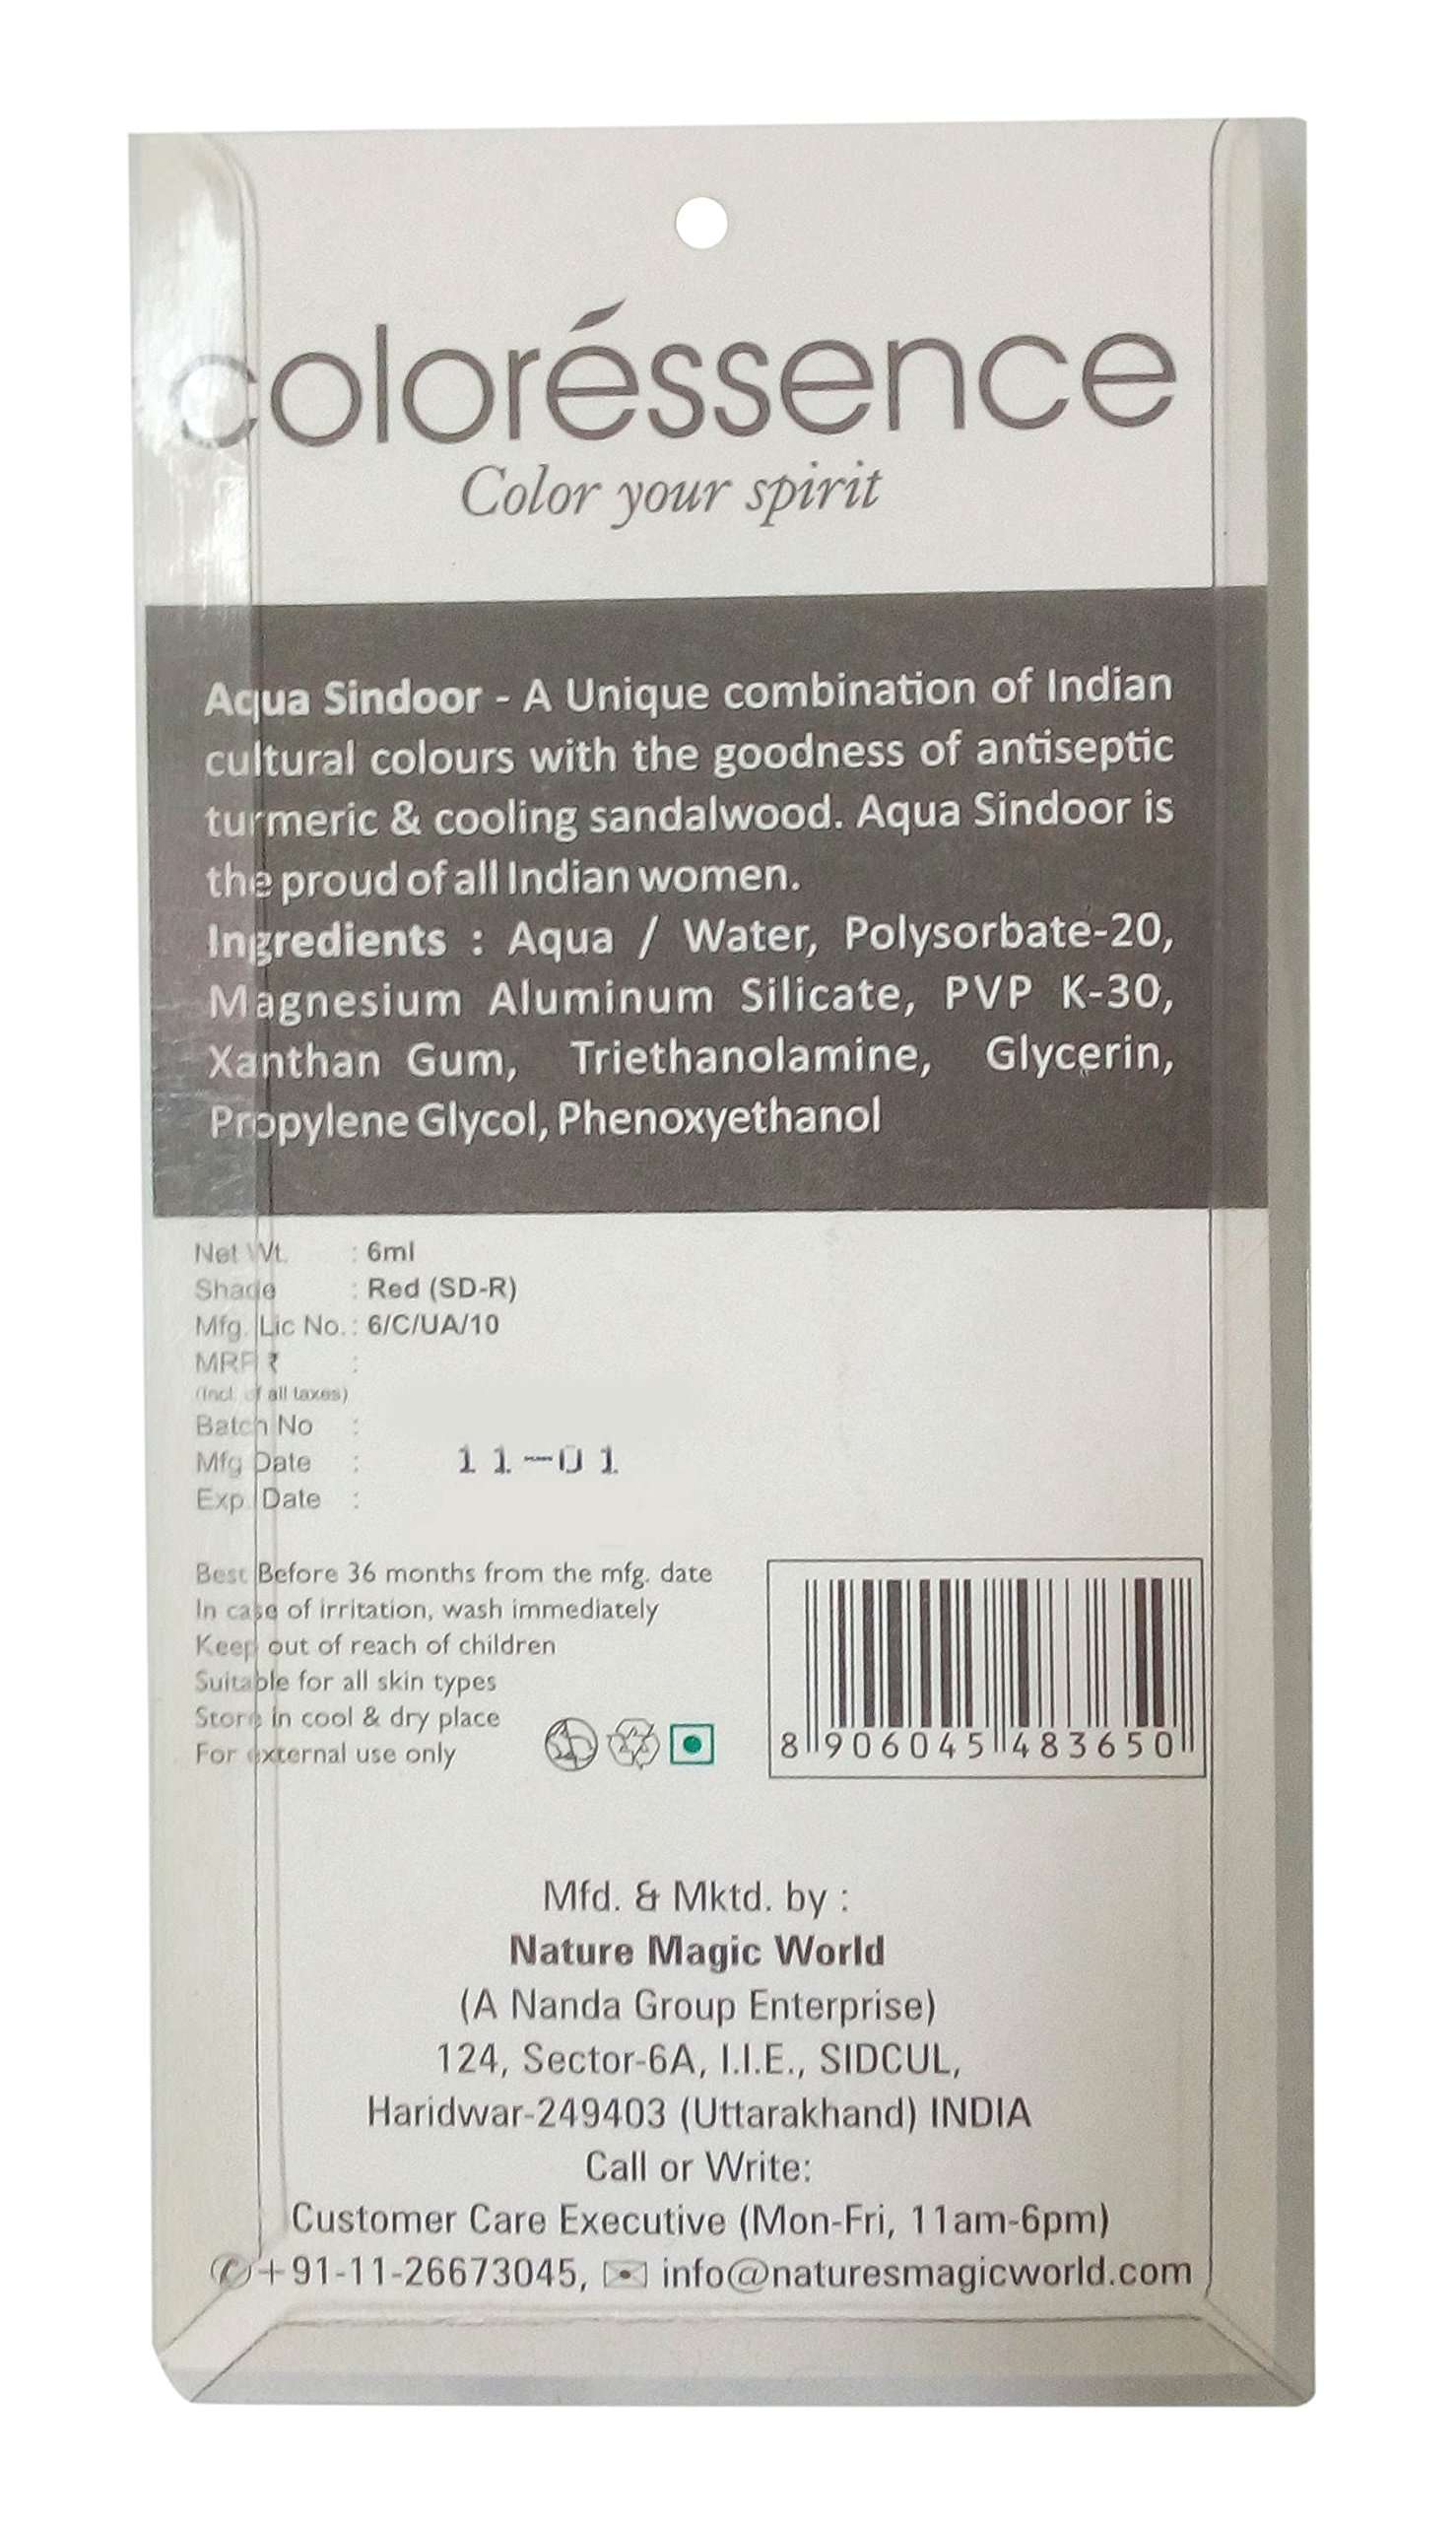 coloréssence
Color your spirit
Aqua Sindoor - A Unique combination of Indian
cultural colours with the goodness of antiseptic
turmeric & cooling sandalwood. Aqua Sindoor is
the proud of all Indian women.
Ingredients : Aqua / Water, Polysorbate-20,
Magnesium Aluminum Silicate, PVP K-30,
Xanthan Gum, Triethanolamine, Glycerin,
Propylene Glycol, Phenoxyethanol
Net Wt. : 6ml
Shade : Red (SD-R)
Mfg. Lic No. : 6/C/UA/10
MRP ₹ :
(Incl. of all taxes)
Batch No :
Mfg Date : 11-01
Exp. Date :
Best Before 36 months from the mfg. date
In case of irritation, wash immediately
Keep out of reach of children
Suitable for all skin types
Store in cool & dry place
For external use only
8 906045 483650
Mfd. & Mktd. by :
Nature Magic World
(A Nanda Group Enterprise)
124, Sector-6A, I.I.E., SIDCUL,
Haridwar-249403 (Uttarakhand) INDIA
Call or Write:
Customer Care Executive (Mon-Fri, 11am-6pm)
✆+91-11-26673045, info@naturesmagicworld.com